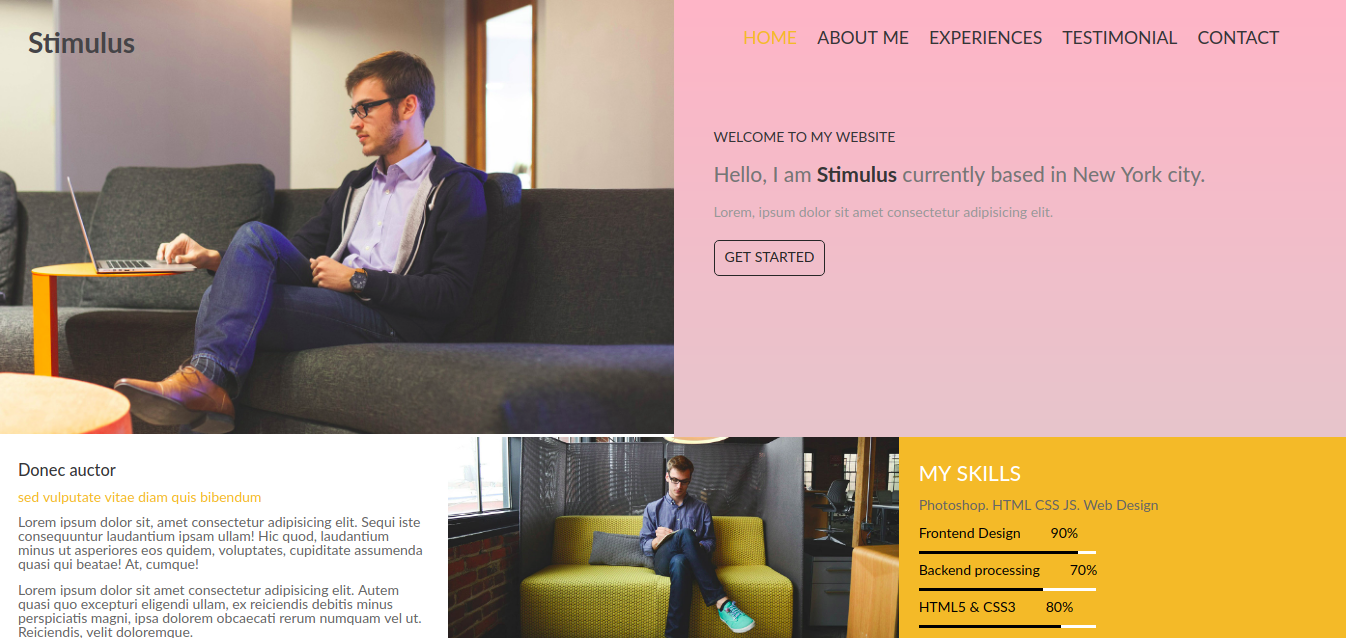 Stimulus
HOME ABOUT ME EXPERIENCES TESTIMONIAL CONTACT
WELCOME TO MY WEBSITE
Hello, I am Stimulus currently based in New York city.
Lorem, ipsum dolor sit amet consectetur adipisicing elit.
GET STARTED
Donec auctor
sed vulputate vitae diam quis bibendum
Lorem ipsum dolor sit, amet consectetur adipisicing elit. Sequi iste
consequuntur laudantium ipsam ullam! Hic quod, laudantium
minus ut asperiores eos quidem, voluptates, cupiditate assumenda
quasi qui beatae! At, cumque!
Lorem ipsum dolor sit amet consectetur adipisicing elit. Autem
quasi quo excepturi eligendi ullam, ex reiciendis debitis minus
perspiciatis magni, ipsa dolorem obcaecati rerum numquam vel ut.
Reiciendis, velit doloremque.
MY SKILLS
Photoshop. HTML CSS JS. Web Design
Frontend Design 90%
Backend processing 70%
HTML5 & CSS3 80%